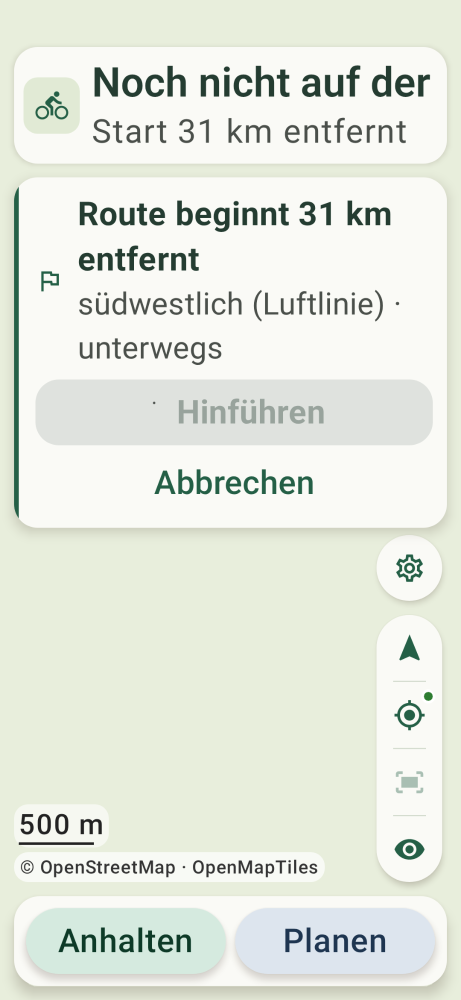 Noch nicht auf der
Start 31 km entfernt
Route beginnt 31 km
entfernt
südwestlich (Luftlinie) ·
unterwegs
Hinführen
Abbrechen
500 m
© OpenStreetMap · OpenMapTiles
Anhalten
Planen